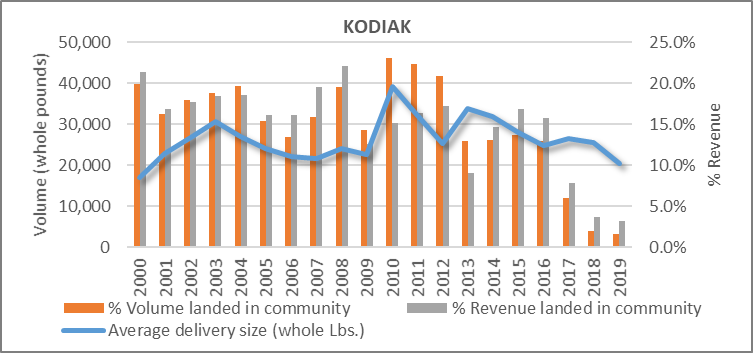 KODIAK
50,000 25.0%
40,000 20.0%
30,000 15.0%
20,000 10.0%
10,000 5.0%
0 0.0%
Volume (whole pounds)
% Revenue
2000 2001 2002 2003 2004 2005 2006 2007 2008 2009 2010 2011 2012 2013 2014 2015 2016 2017 2018 2019
% Volume landed in community % Revenue landed in community
Average delivery size (whole Lbs.)